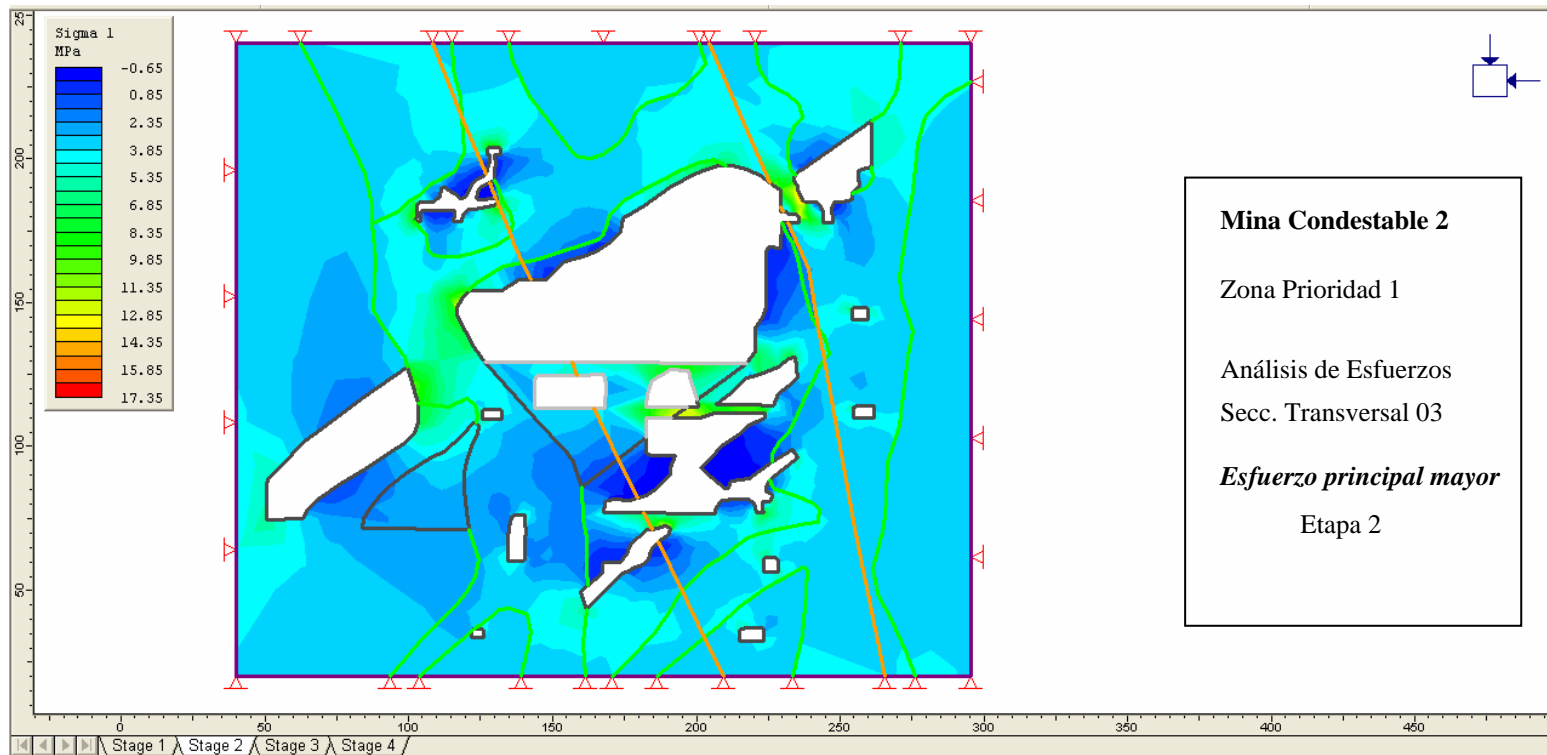 Sigma 1
MPa
-0.65
0.85
2.35
3.85
5.35
6.85
8.35
9.85
11.35
12.85
14.35
15.85
17.35
25
200
150
100
50
0
50
100
150
200
250
300
350
400
450
Mina Condestable 2
Zona Prioridad 1
Análisis de Esfuerzos
Secc. Transversal 03
Esfuerzo principal mayor
Etapa 2
Stage 1
Stage 2
Stage 3
Stage 4